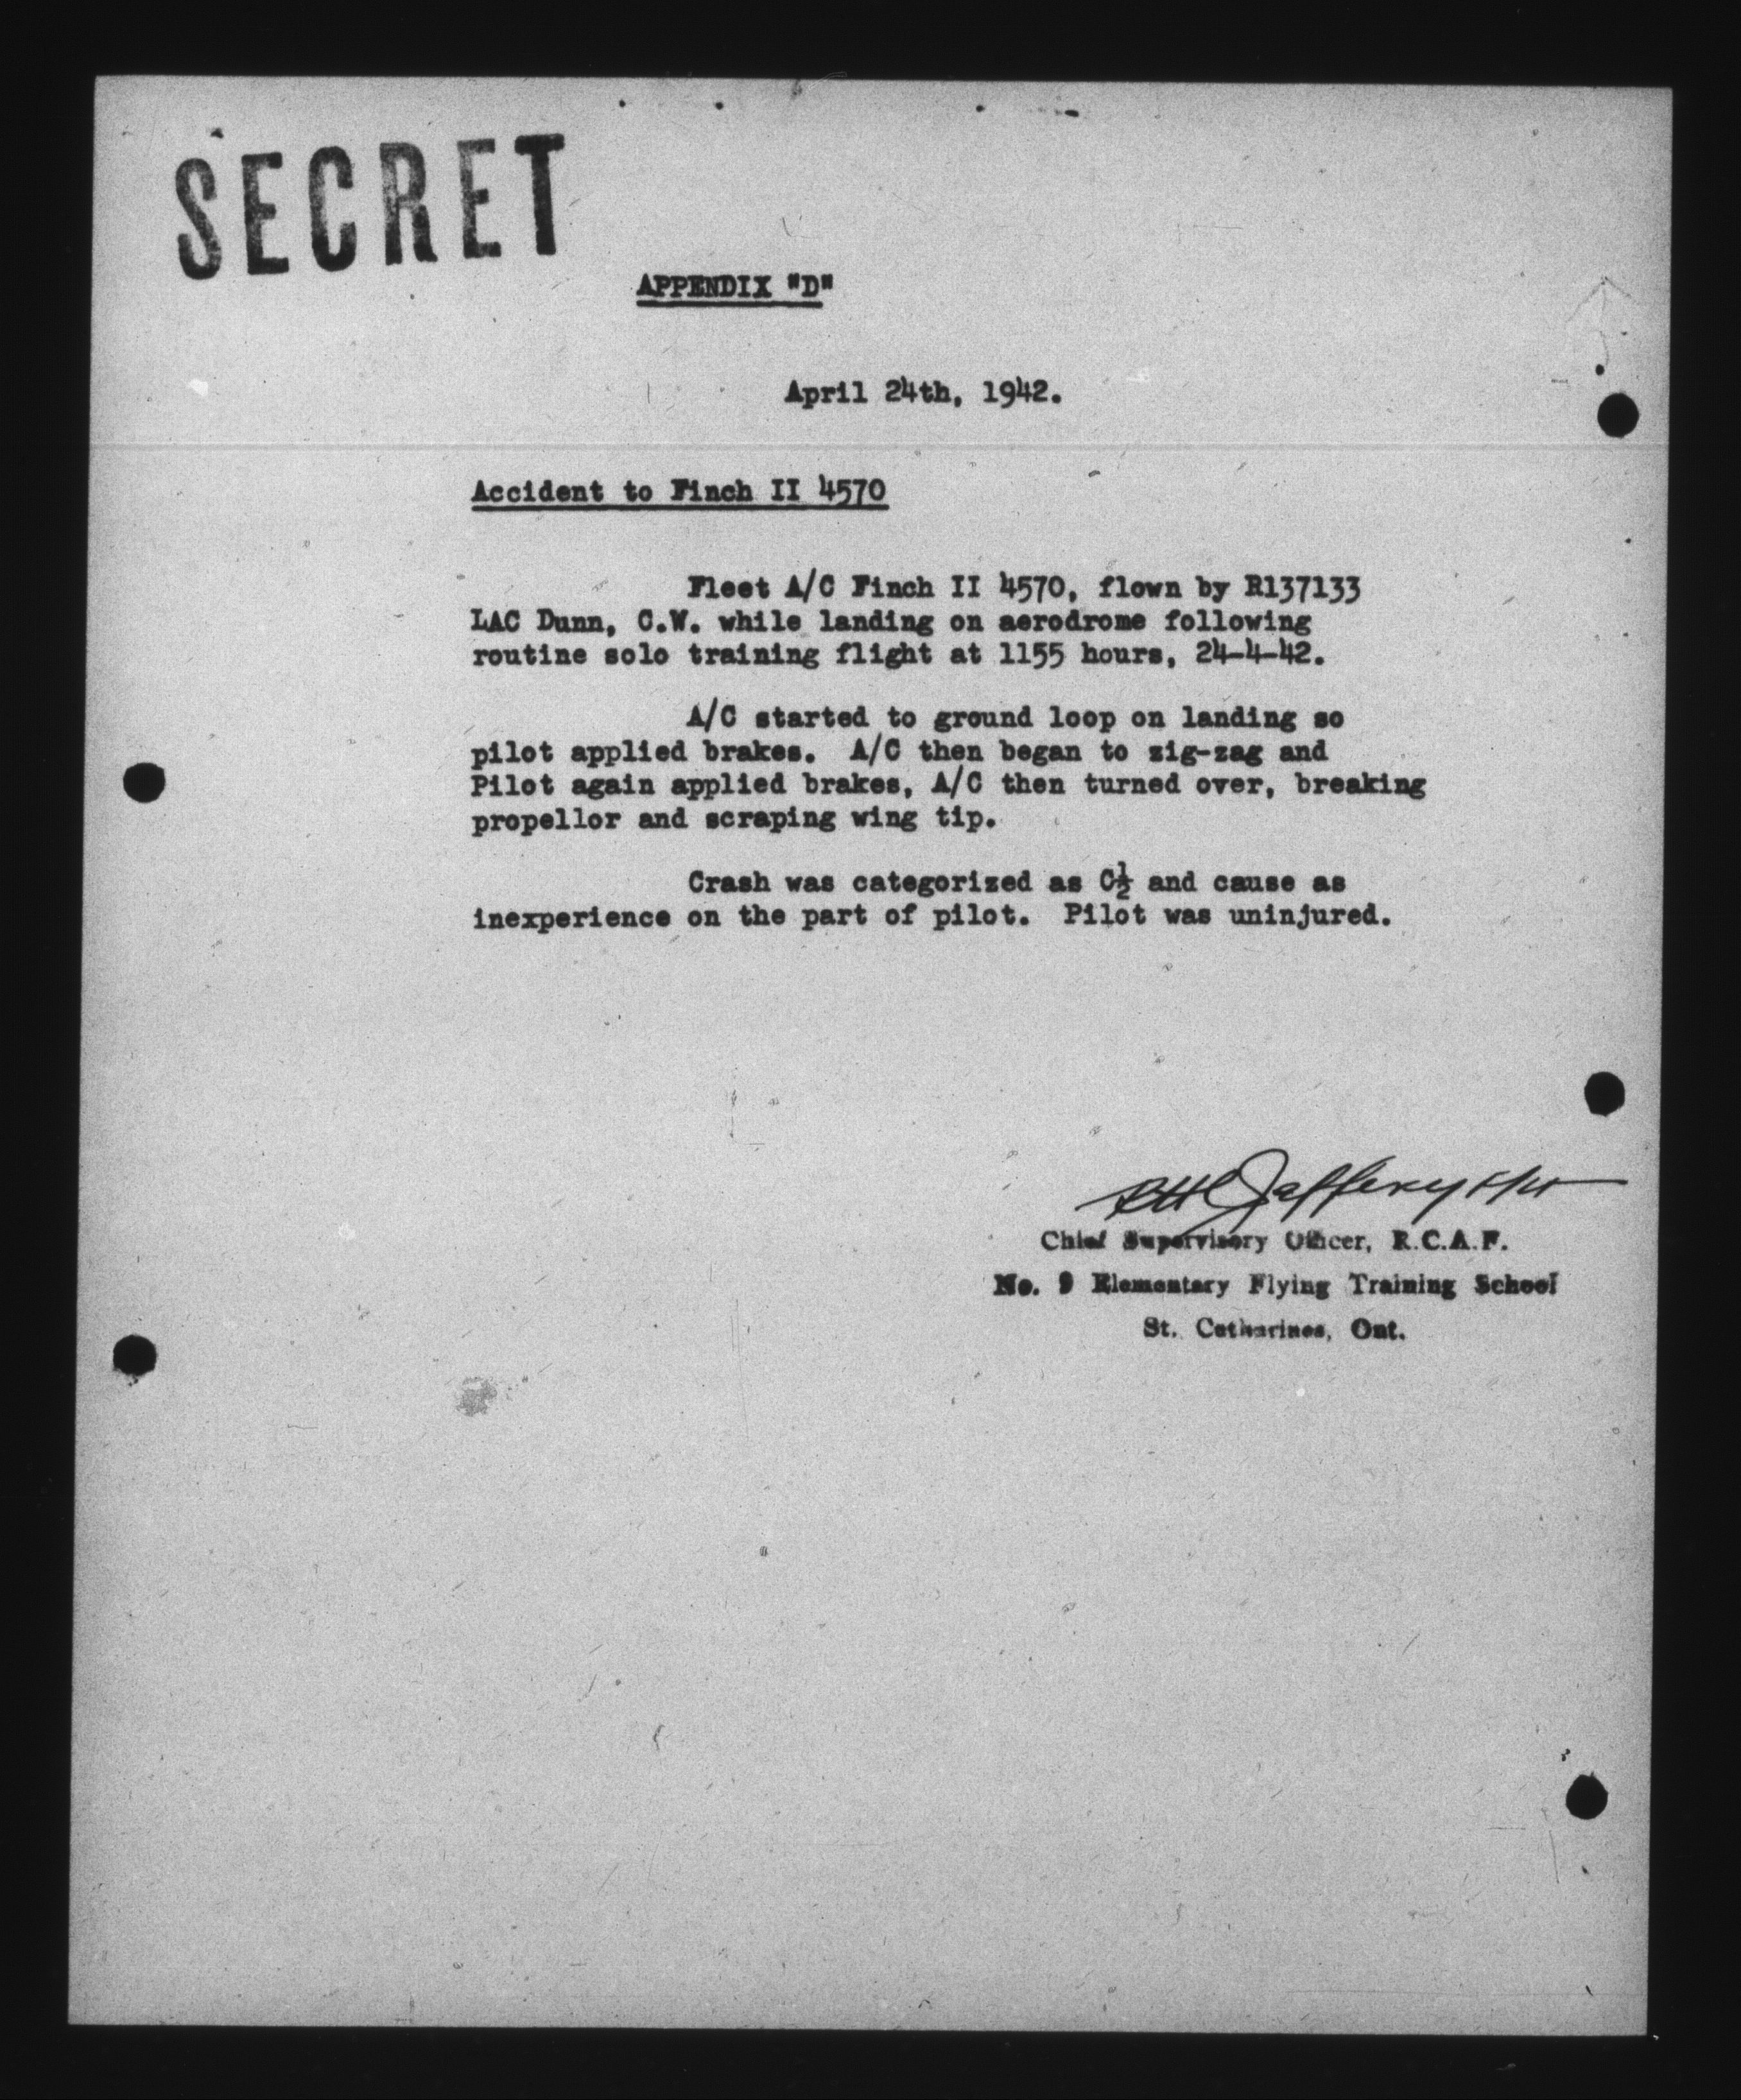 SECRET
APPENDIX "D"
April 24th, 1942.
Accident to Finch II 4570
Fleet A/C Finch II 4570, flown by R137133
LAC Dunn, C.W. while landing on aerodrome following
routine solo training flight at 1155 hours, 24-4-42.
A/C started to ground loop on landing so
pilot applied brakes. A/C then began to zig-zag and
Pilot again applied brakes, A/C then turned over, breaking
propellor and scraping wing tip.
Crash was categorized as C½ and cause as
inexperience on the part of pilot. Pilot was uninjured.
Jaffery F/Lt
Chief Supervisory Officer, R.C.A.F.
No. 9 Elementary Flying Training School
St. Catharines, Ont.